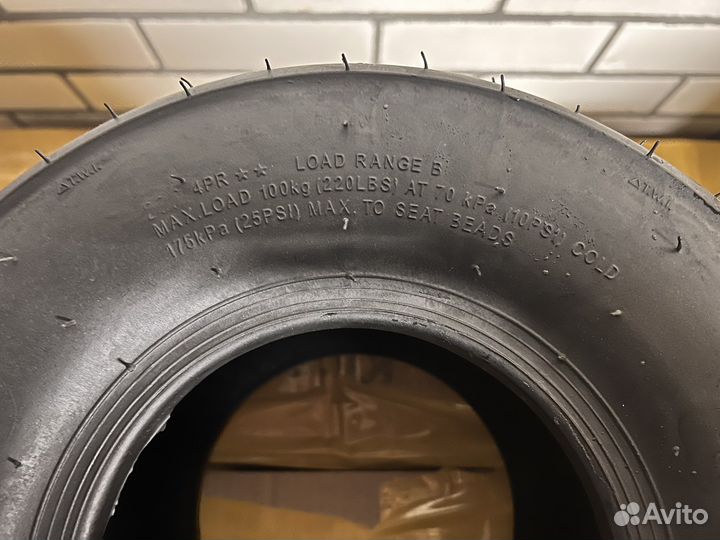 4PR ☆☆ LOAD RANGE B
MAX.LOAD 100kg (220LBS) AT 70 kPa (10PSI) COLD
175kPa (25PSI) MAX. TO SEAT BEADS
△T.W.I.
△T.W.I.
Avito